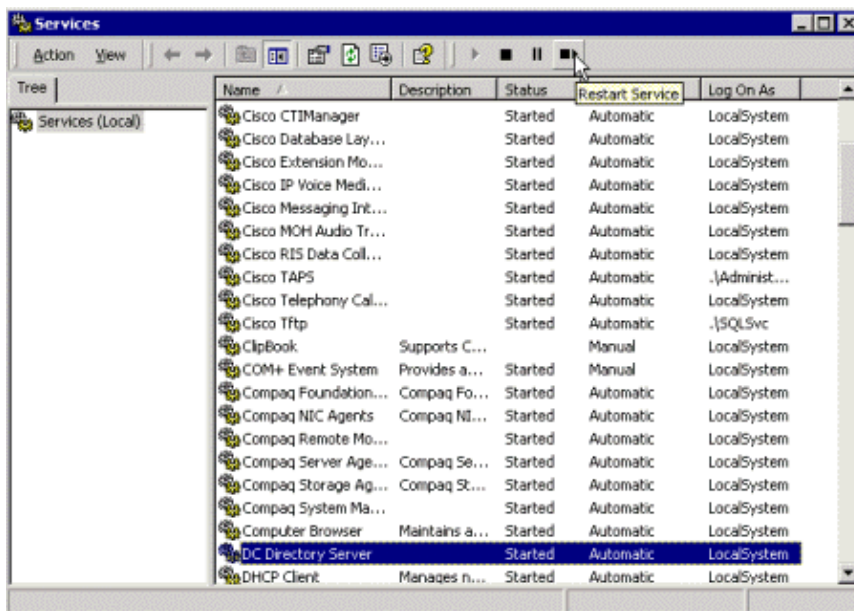 Services
Action View
Tree
Services (Local)
Name Description Status Log On As
Restart Service
Cisco CTIManager Started Automatic LocalSystem
Cisco Database Lay... Started Automatic LocalSystem
Cisco Extension Mo... Started Automatic LocalSystem
Cisco IP Voice Medi... Started Automatic LocalSystem
Cisco Messaging Int... Started Automatic LocalSystem
Cisco MOH Audio Tr... Started Automatic LocalSystem
Cisco RIS Data Coll... Started Automatic LocalSystem
Cisco TAPS Started Automatic .\Administ...
Cisco Telephony Cal... Started Automatic LocalSystem
Cisco Tftp Started Automatic .\SQLSvc
ClipBook Supports C... Manual LocalSystem
COM+ Event System Provides a... Started Manual LocalSystem
Compaq Foundation... Compaq Fo... Started Automatic LocalSystem
Compaq NIC Agents Compaq NI... Started Automatic LocalSystem
Compaq Remote Mo... Started Automatic LocalSystem
Compaq Server Age... Compaq Se... Started Automatic LocalSystem
Compaq Storage Ag... Compaq St... Started Automatic LocalSystem
Compaq System Ma... Started Automatic LocalSystem
Computer Browser Maintains a... Started Automatic LocalSystem
DC Directory Server Started Automatic LocalSystem
DHCP Client Manages n... Started Automatic LocalSystem